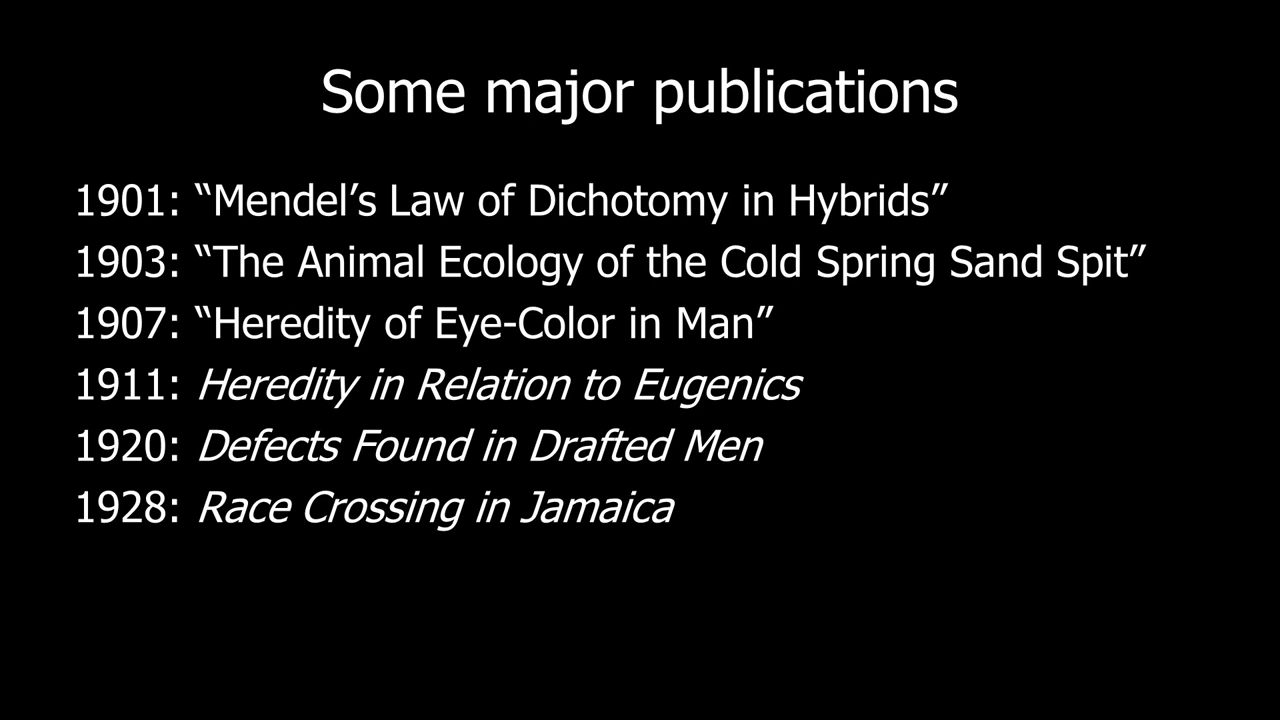 Some major publications
1901: “Mendel’s Law of Dichotomy in Hybrids”
1903: “The Animal Ecology of the Cold Spring Sand Spit”
1907: “Heredity of Eye-Color in Man”
1911: Heredity in Relation to Eugenics
1920: Defects Found in Drafted Men
1928: Race Crossing in Jamaica